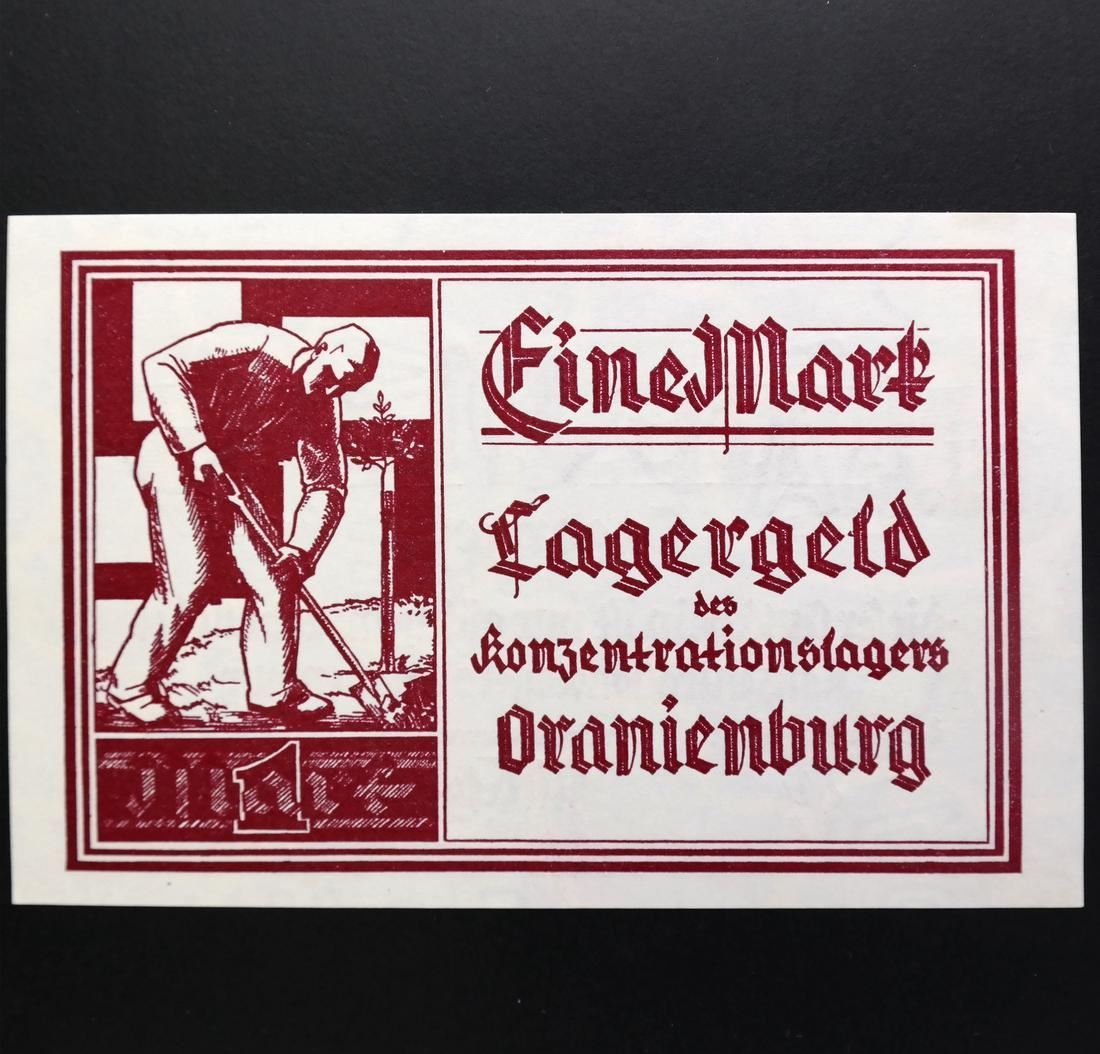 Eine Mark
Lagergeld
des
Konzentrationslagers
Oranienburg
1 Mark